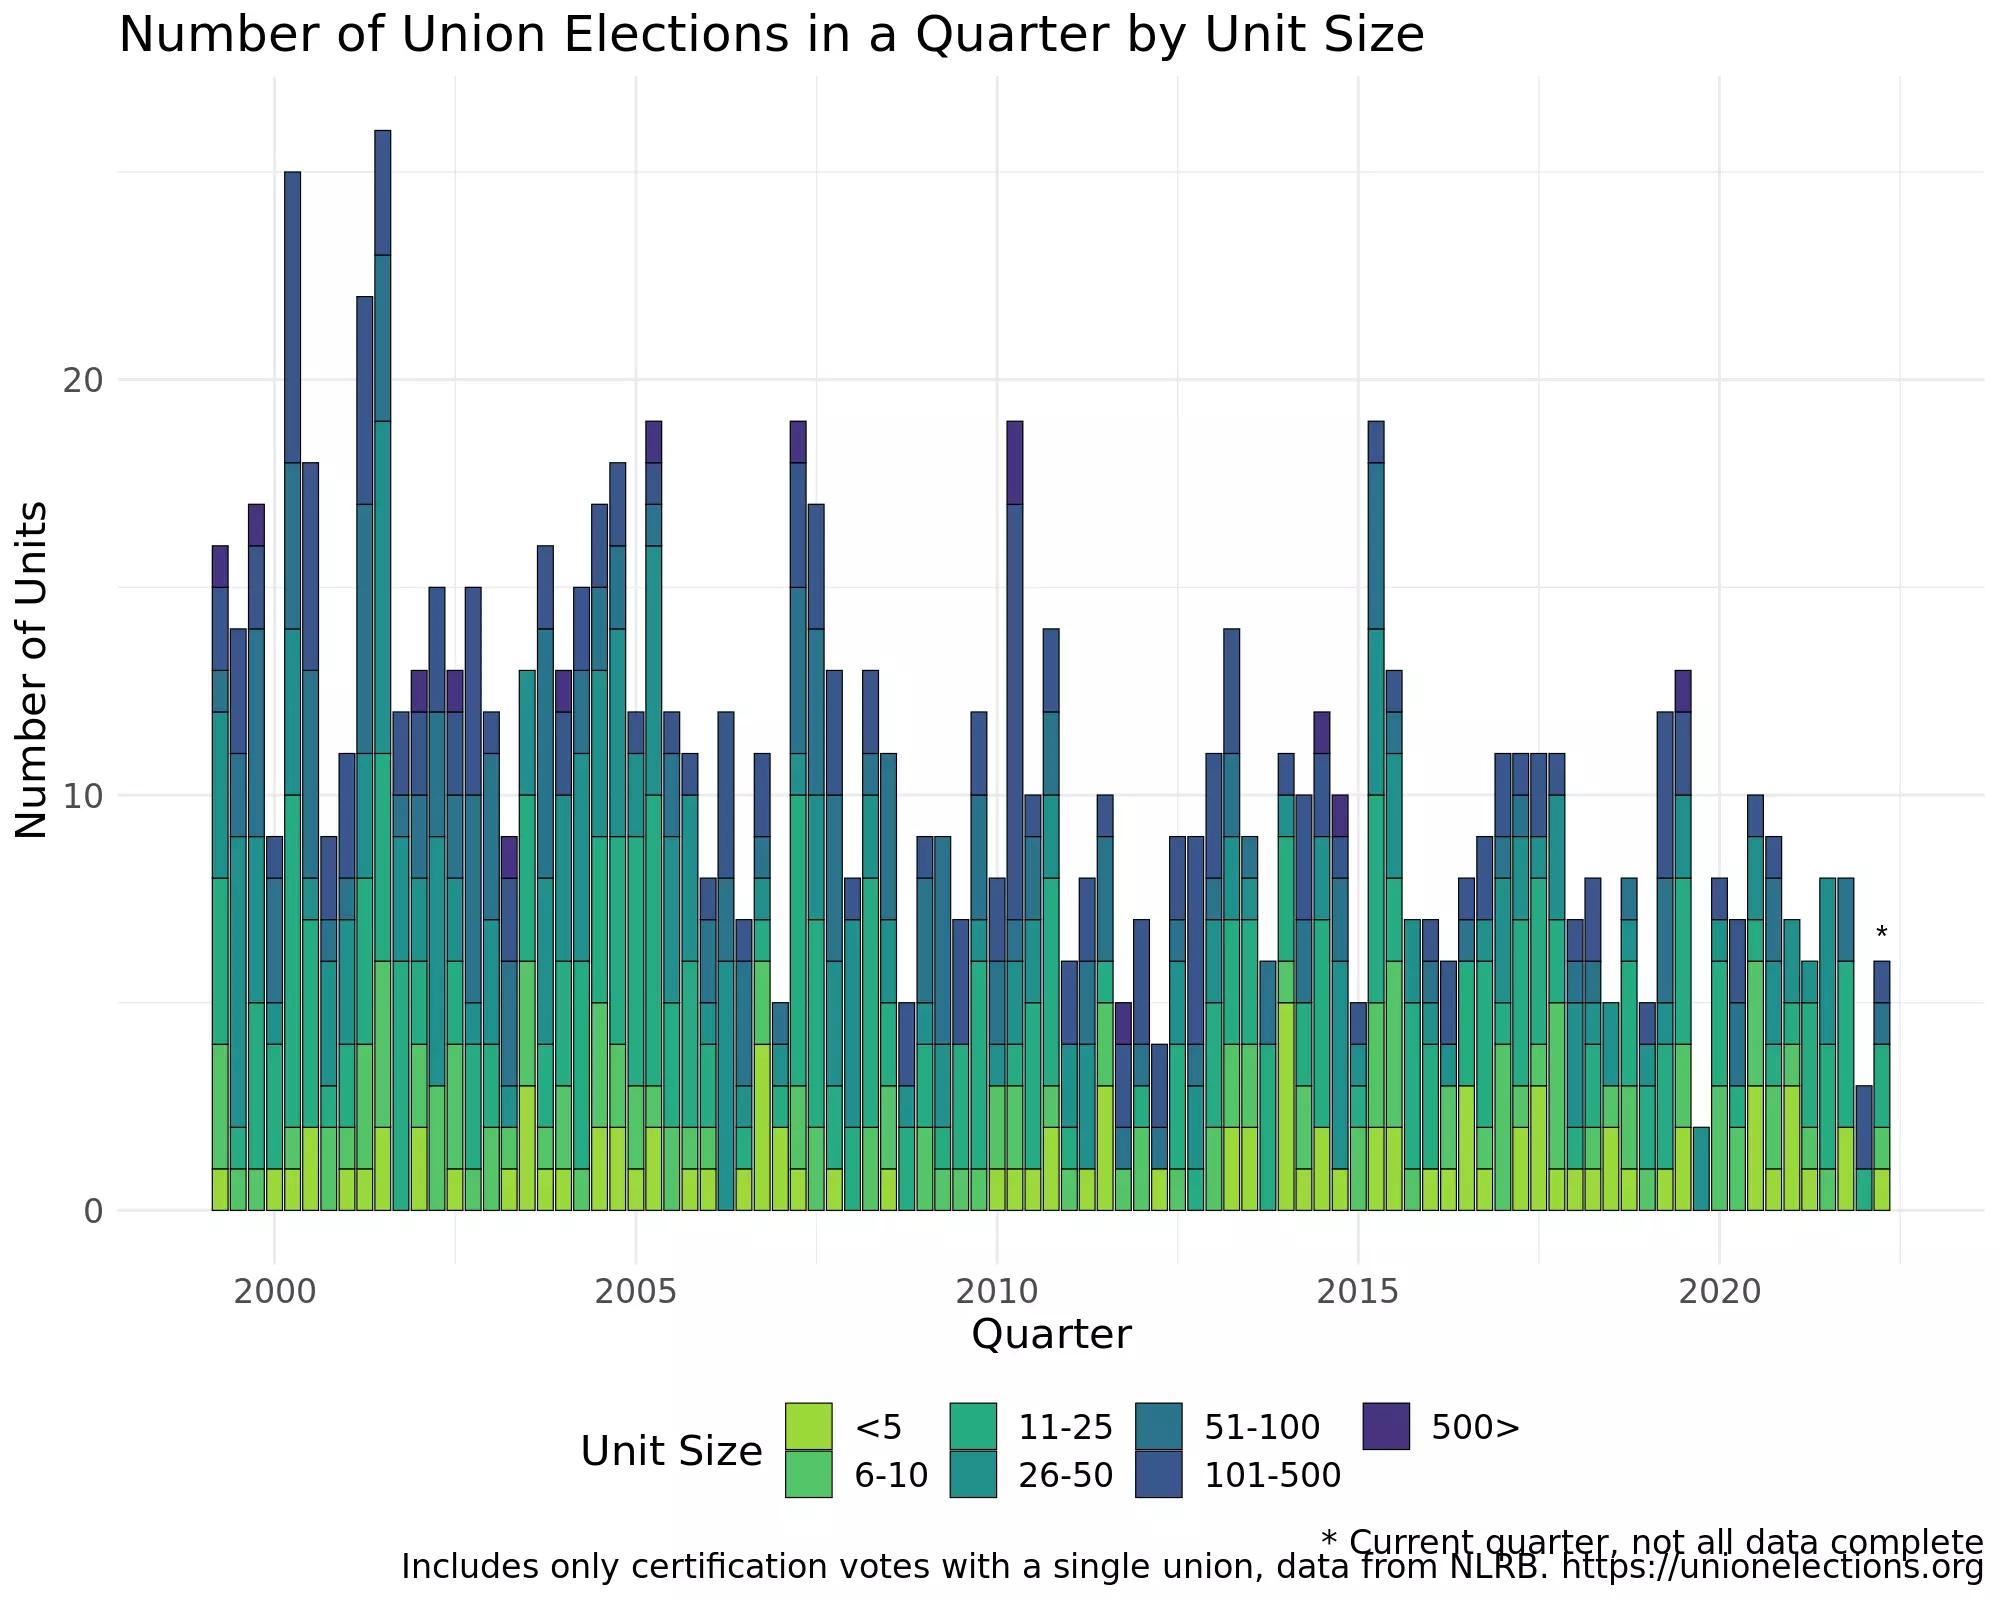 Number of Union Elections in a Quarter by Unit Size
Number of Units
20
10
0
*
2000 2005 2010 2015 2020
Quarter
Unit Size
<5 11-25 51-100 500>
6-10 26-50 101-500
* Current quarter, not all data complete
Includes only certification votes with a single union, data from NLRB. https://unionelections.org